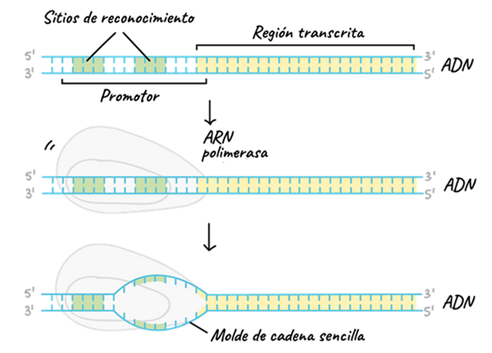 Sitios de reconocimiento
Región transcrita
5' 3'
3' 5'
ADN
Promotor
ARN
polimerasa
5' 3'
3' 5'
ADN
5' 3'
3' 5'
ADN
Molde de cadena sencilla